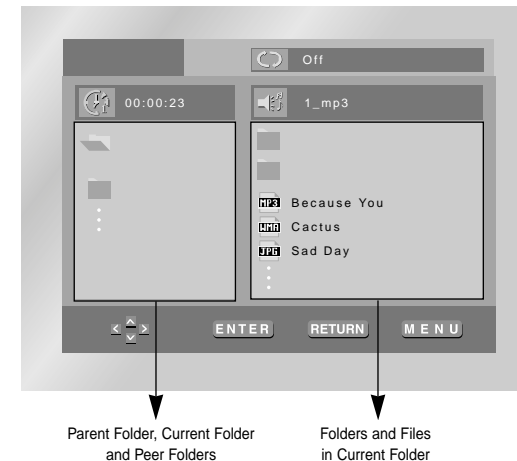 Off
00:00:23
1_mp3
MP3 Because You
WMA Cactus
JPG Sad Day
ENTER RETURN MENU
Parent Folder, Current Folder
and Peer Folders
Folders and Files
in Current Folder